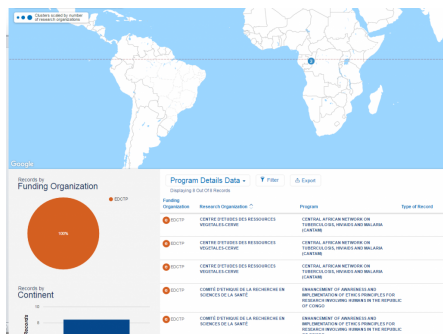 Clusters scaled by number
of research organizations
2
Google
Records by
Funding Organization
EDCTP
100%
Records by
Continent
10
8
Records
Program Details Data
Filter
Export
Displaying 8 Out Of 8 Records
Funding
Organization
Research Organization
Program
Type of Record
EDCTP
CENTRE D'ETUDES DES RESSOURCES
VEGETALES-CERVE
CENTRAL AFRICAN NETWORK ON
TUBERCULOSIS, HIV/AIDS AND MALARIA
(CANTAM)
EDCTP
CENTRE D'ETUDES DES RESSOURCES
VEGETALES-CERVE
CENTRAL AFRICAN NETWORK ON
TUBERCULOSIS, HIV/AIDS AND MALARIA
(CANTAM)
EDCTP
CENTRE D'ETUDES DES RESSOURCES
VEGETALES-CERVE
CENTRAL AFRICAN NETWORK ON
TUBERCULOSIS, HIV/AIDS AND MALARIA
(CANTAM)
EDCTP
COMITÉ D'ETHIQUE DE LA RECHERCHE EN
SCIENCES DE LA SANTÉ
ENHANCEMENT OF AWARENESS AND
IMPLEMENTATION OF ETHICS PRINCIPLES FOR
RESEARCH INVOLVING HUMANS IN THE REPUBLIC
OF CONGO
EDCTP
COMITÉ D'ETHIQUE DE LA RECHERCHE EN
SCIENCES DE LA SANTÉ
ENHANCEMENT OF AWARENESS AND
IMPLEMENTATION OF ETHICS PRINCIPLES FOR
RESEARCH INVOLVING HUMANS IN THE REPUBLIC